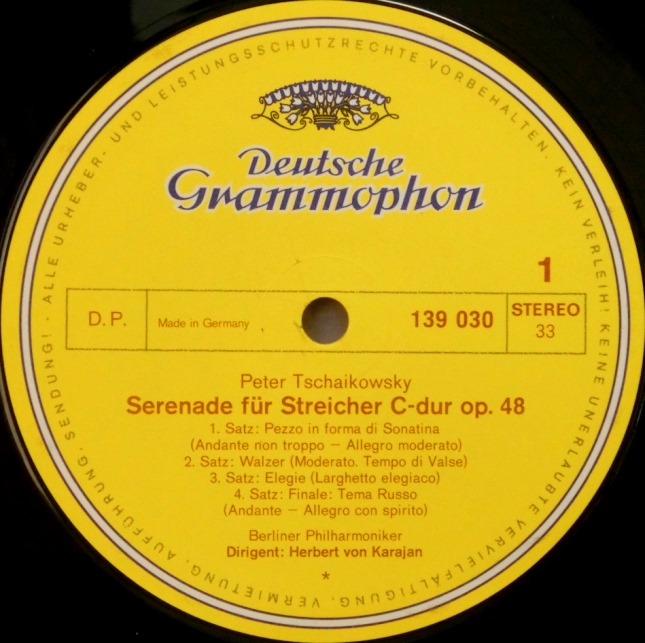 ALLE URHEBER- UND LEISTUNGSSCHUTZRECHTE VORBEHALTEN. KEIN VERLEIH! KEINE UNERLAUBTE VERVIELFÄLTIGUNG, VERMIETUNG, AUFFÜHRUNG, SENDUNG!
Deutsche
Grammophon
1
D.P.
Made in Germany
139 030
STEREO
33
Peter Tschaikowsky
Serenade für Streicher C-dur op. 48
1. Satz: Pezzo in forma di Sonatina
(Andante non troppo – Allegro moderato)
2. Satz: Walzer (Moderato. Tempo di Valse)
3. Satz: Elegie (Larghetto elegiaco)
4. Satz: Finale: Tema Russo
(Andante – Allegro con spirito)
Berliner Philharmoniker
Dirigent: Herbert von Karajan
*